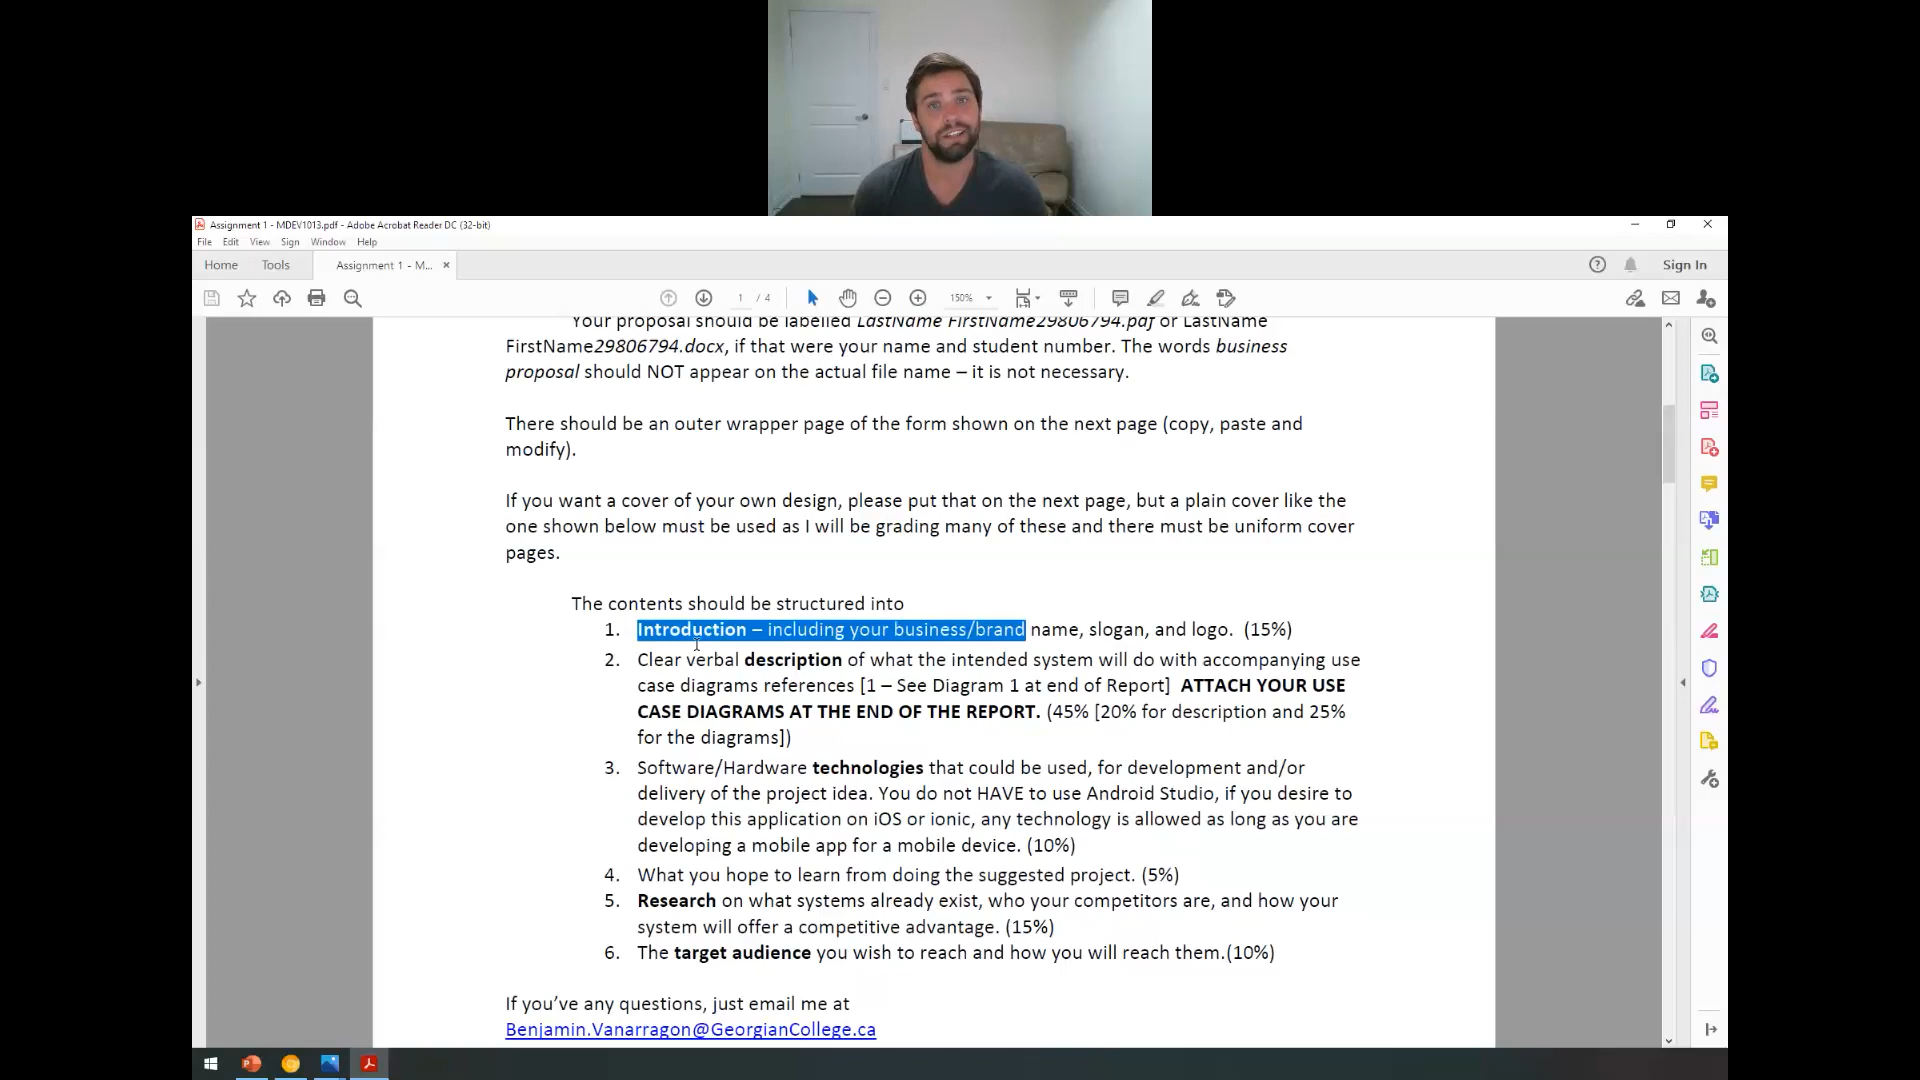 Assignment 1 - MDEV1013.pdf - Adobe Acrobat Reader DC (32-bit)
File Edit View Sign Window Help
Home Tools Assignment 1 - M... × Sign In
1 / 4 150%
Your proposal should be labelled LastName FirstName29806794.pdf or LastName
FirstName29806794.docx, if that were your name and student number. The words business
proposal should NOT appear on the actual file name – it is not necessary.
There should be an outer wrapper page of the form shown on the next page (copy, paste and
modify).
If you want a cover of your own design, please put that on the next page, but a plain cover like the
one shown below must be used as I will be grading many of these and there must be uniform cover
pages.
The contents should be structured into
1. Introduction – including your business/brand name, slogan, and logo. (15%)
2. Clear verbal description of what the intended system will do with accompanying use
case diagrams references [1 – See Diagram 1 at end of Report] ATTACH YOUR USE
CASE DIAGRAMS AT THE END OF THE REPORT. (45% [20% for description and 25%
for the diagrams])
3. Software/Hardware technologies that could be used, for development and/or
delivery of the project idea. You do not HAVE to use Android Studio, if you desire to
develop this application on iOS or ionic, any technology is allowed as long as you are
developing a mobile app for a mobile device. (10%)
4. What you hope to learn from doing the suggested project. (5%)
5. Research on what systems already exist, who your competitors are, and how your
system will offer a competitive advantage. (15%)
6. The target audience you wish to reach and how you will reach them.(10%)
If you've any questions, just email me at
Benjamin.Vanarragon@GeorgianCollege.ca